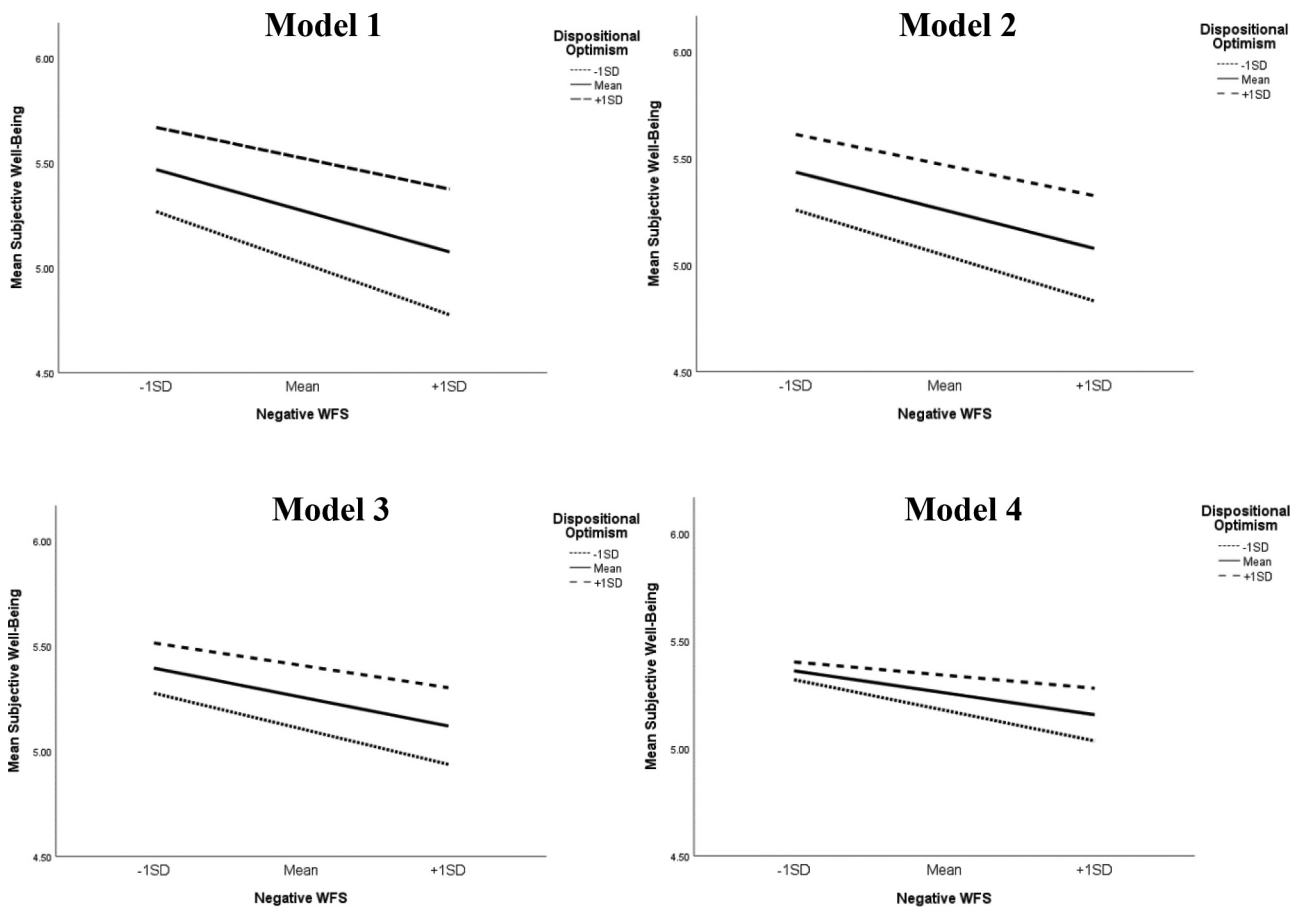 Model 1
Dispositional
Optimism
-1SD
Mean
+1SD
6.00
5.50
5.00
4.50
Mean Subjective Well-Being
-1SD Mean +1SD
Negative WFS
Model 2
Dispositional
Optimism
-1SD
Mean
+1SD
6.00
5.50
5.00
4.50
Mean Subjective Well-Being
-1SD Mean +1SD
Negative WFS
Model 3
Dispositional
Optimism
-1SD
Mean
+1SD
6.00
5.50
5.00
4.50
Mean Subjective Well-Being
-1SD Mean +1SD
Negative WFS
Model 4
Dispositional
Optimism
-1SD
Mean
+1SD
6.00
5.50
5.00
4.50
Mean Subjective Well-Being
-1SD Mean +1SD
Negative WFS